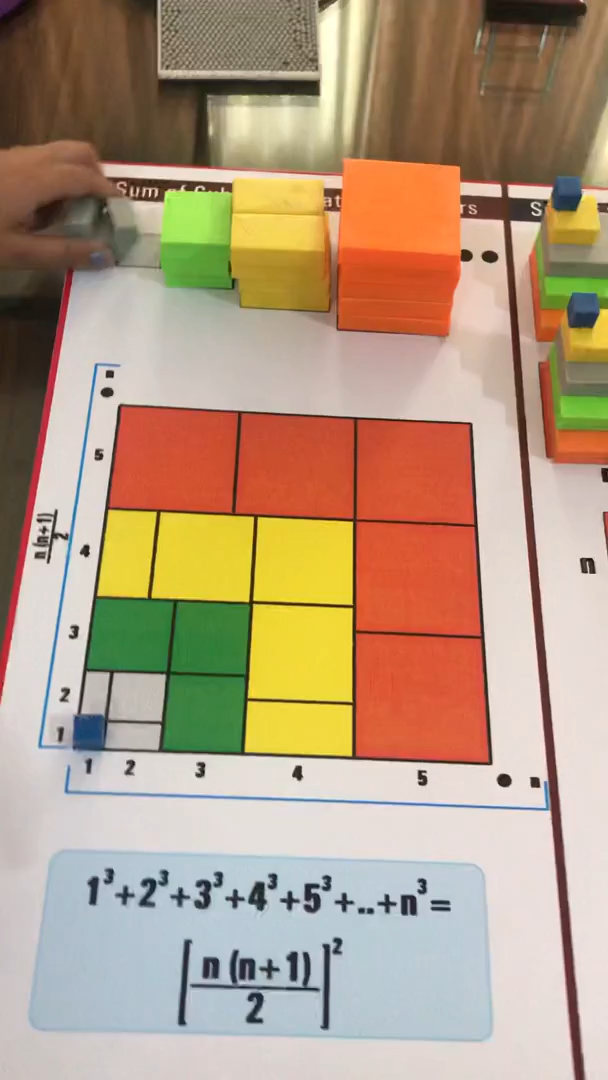 Sum of
rs
S
5
n(n+1)/2
4
3
2
1
1 2 3 4 5 n
n
1³+2³+3³+4³+5³+..+n³=
[n(n+1)/2]²